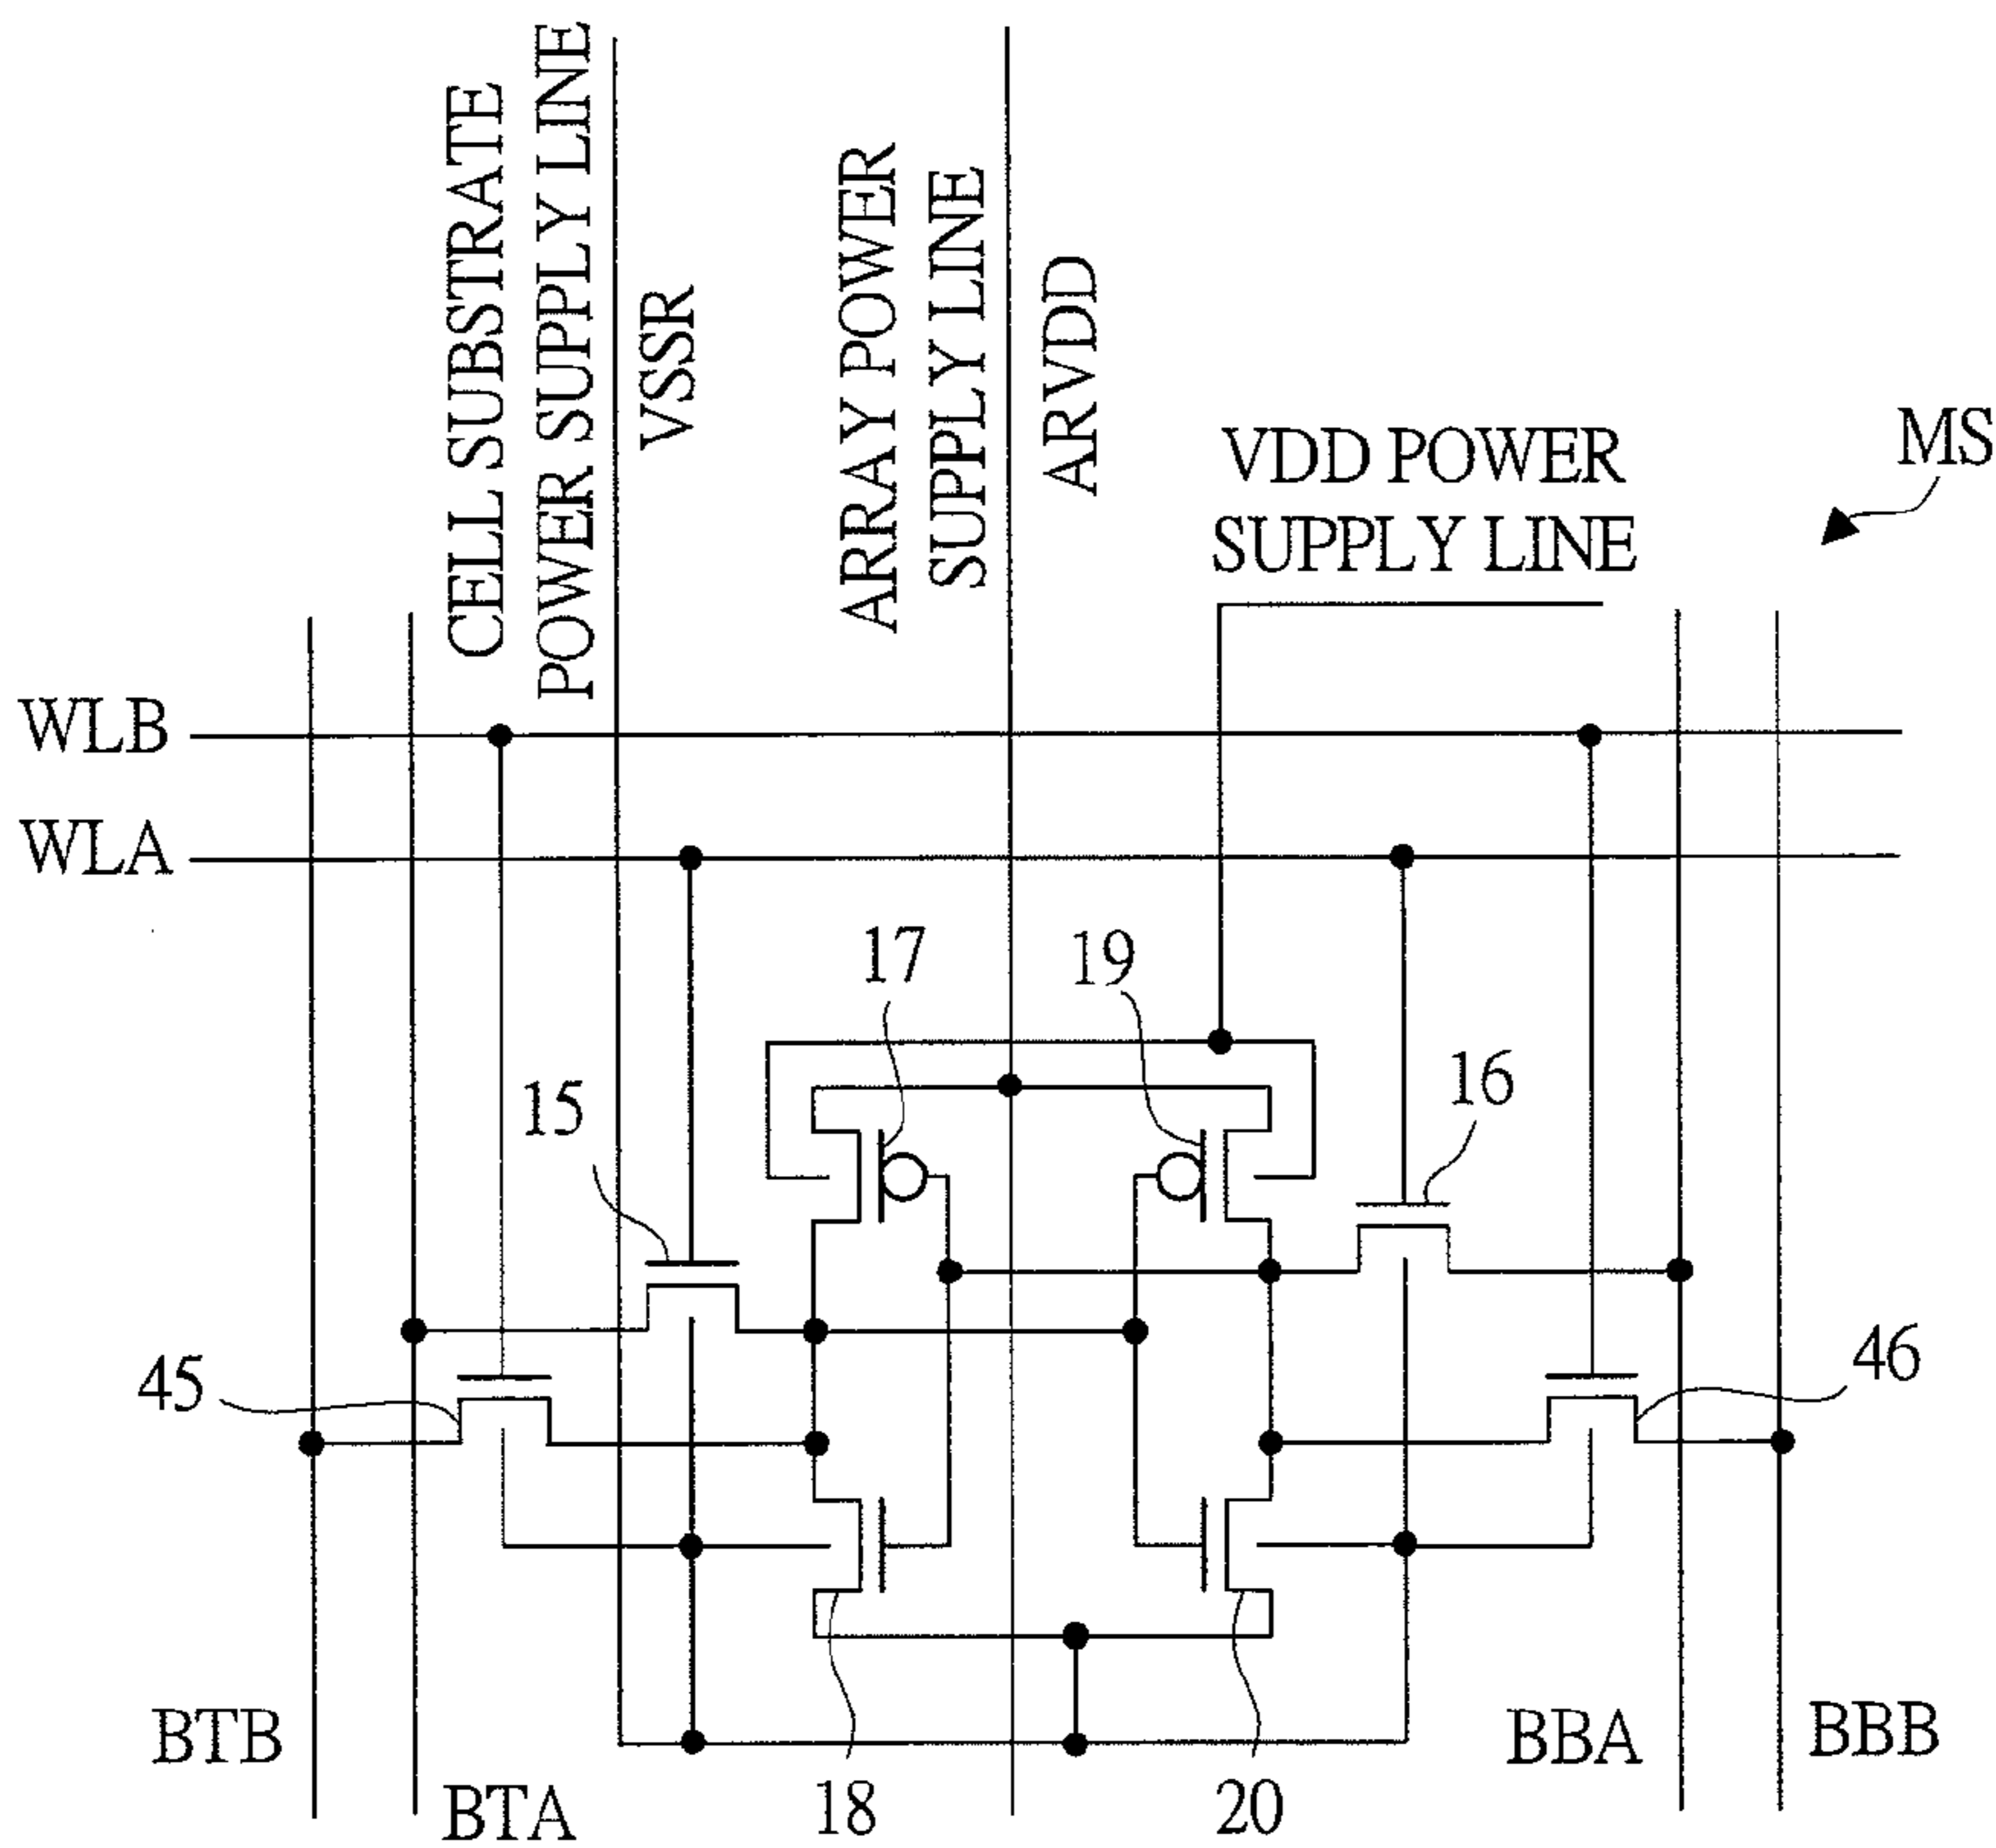 CELL SUBSTRATE
POWER SUPPLY LINE
VSSR
ARRAY POWER
SUPPLY LINE
ARVDD
VDD POWER
SUPPLY LINE
MS
WLB
WLA
17
19
15
16
45
46
BTB
BTA
18
20
BBA
BBB